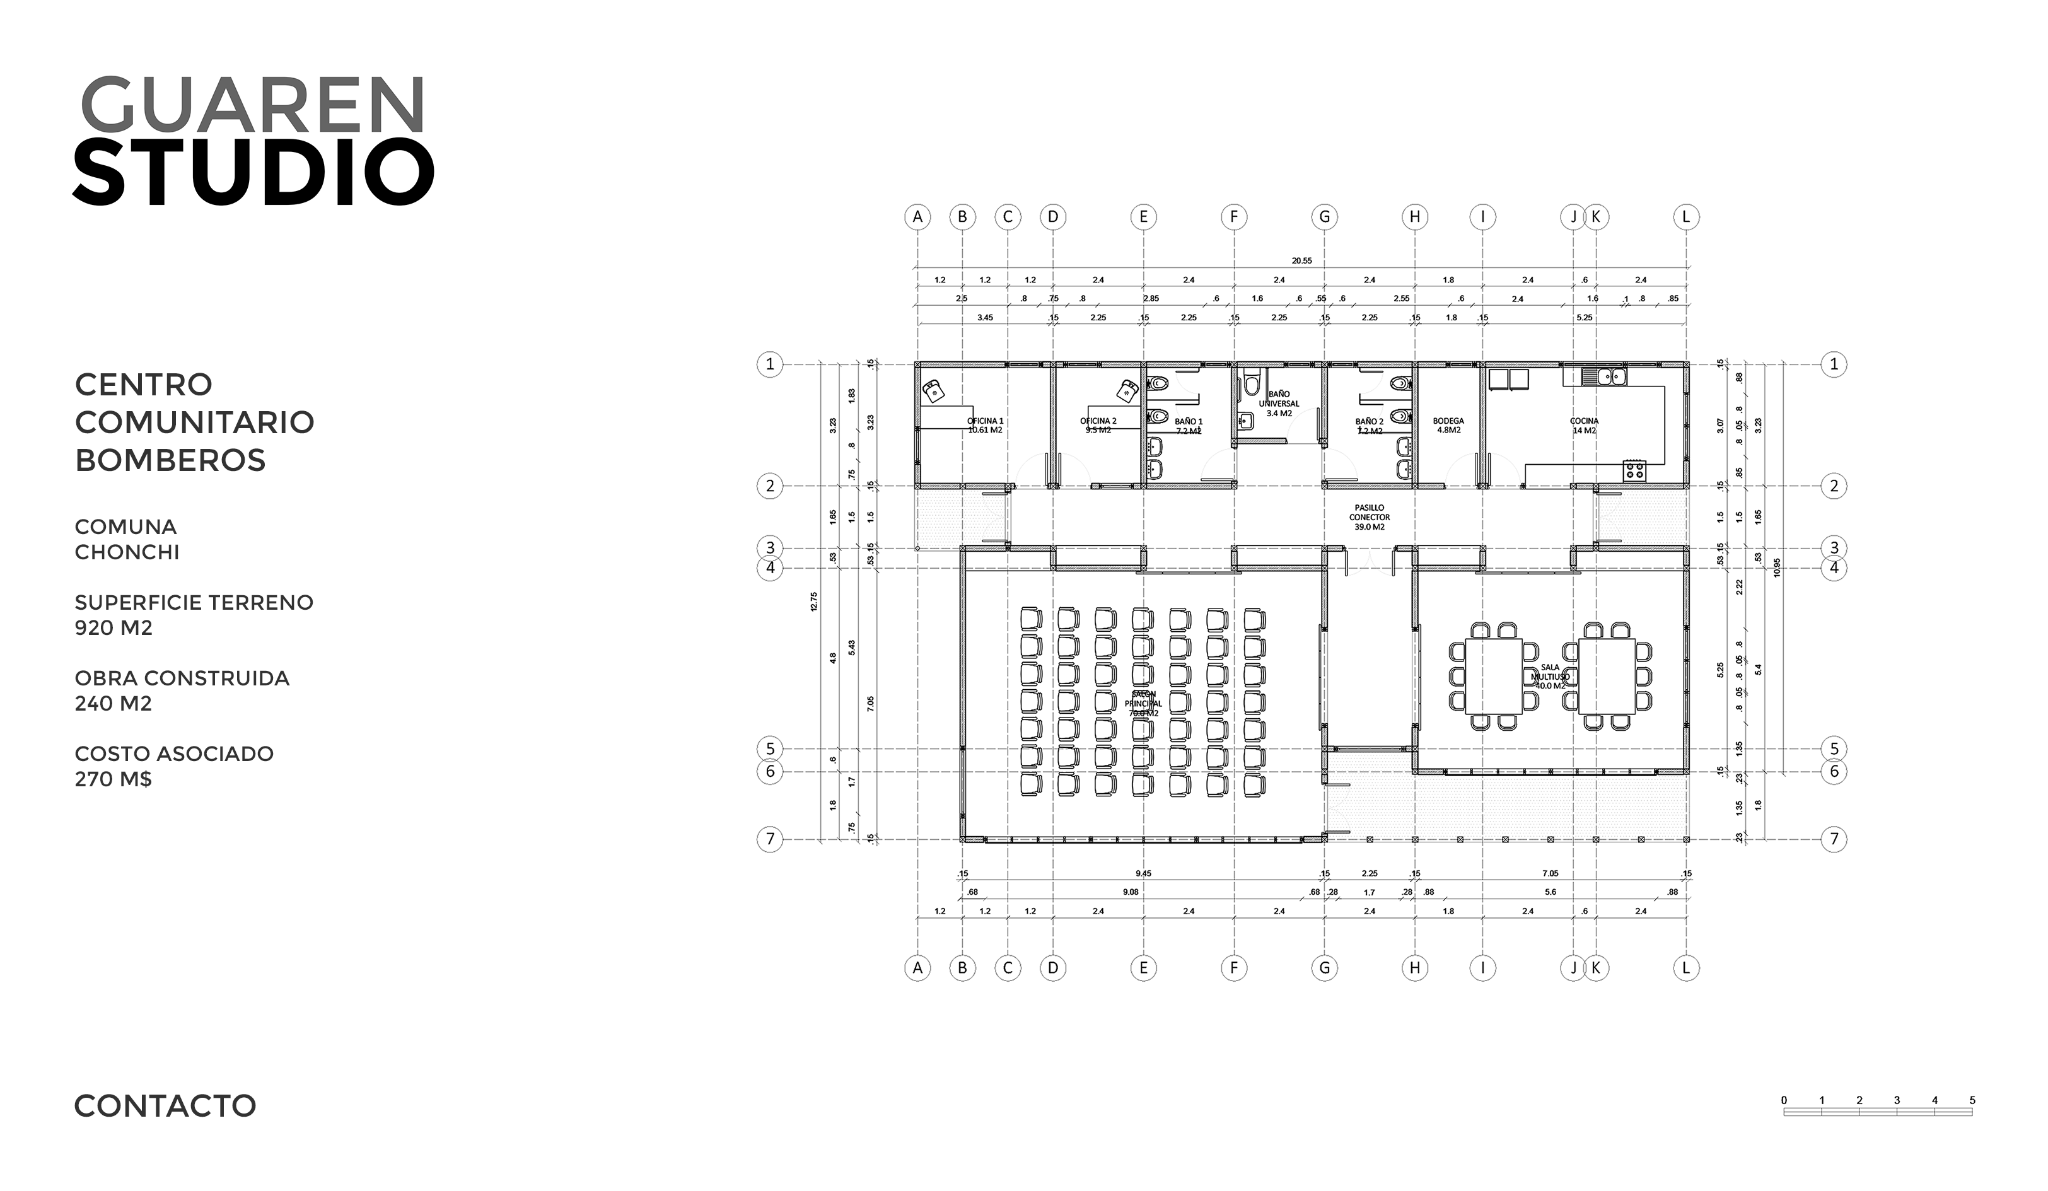 GUAREN
STUDIO
CENTRO
COMUNITARIO
BOMBEROS
COMUNA
CHONCHI
SUPERFICIE TERRENO
920 M2
OBRA CONSTRUIDA
240 M2
COSTO ASOCIADO
270 M$
CONTACTO
A B C D E F G H I J K L
20.55
1.2 1.2 1.2 2.4 2.4 2.4 2.4 1.8 2.4 .6 2.4
2.5 .8 .75 .8 2.85 .6 1.6 .6 .55 .6 2.55 .6 2.4 1.6 .1 .8 .85
3.45 .15 2.25 .15 2.25 .15 2.25 .15 2.25 .15 1.8 .15 5.25
1 2 3 4 5 6 7
12.75
3.23 1.65 .53 4.8 .6 1.8
1.83 .8 .75 1.5 5.43 1.7 .75
.15 3.23 .15 1.5 .15 .53 7.05 .15
OFICINA 1
10.61 M2
OFICINA 2
9.5 M2
BAÑO 1
7.2 M2
BAÑO
UNIVERSAL
3.4 M2
BAÑO 2
7.2 M2
BODEGA
4.8M2
COCINA
14 M2
PASILLO
CONECTOR
39.0 M2
SALON
PRINCIPAL
70.0 M2
SALA
MULTIUSO
40.0 M2
.15 3.07 .15 1.5 .15 .53 5.25 .15
.88 .8 .05 .8 .85 1.5 2.22 .8 .05 .8 .05 .8 1.35 .23 1.35 .23
3.23 1.65 .53 5.4 1.8
10.95
1 2 3 4 5 6 7
.15 9.45 .15 2.25 .15 7.05 .15
.68 9.08 .68 .28 1.7 .28 .88 5.6 .88
1.2 1.2 1.2 2.4 2.4 2.4 2.4 1.8 2.4 .6 2.4
A B C D E F G H I J K L
0 1 2 3 4 5